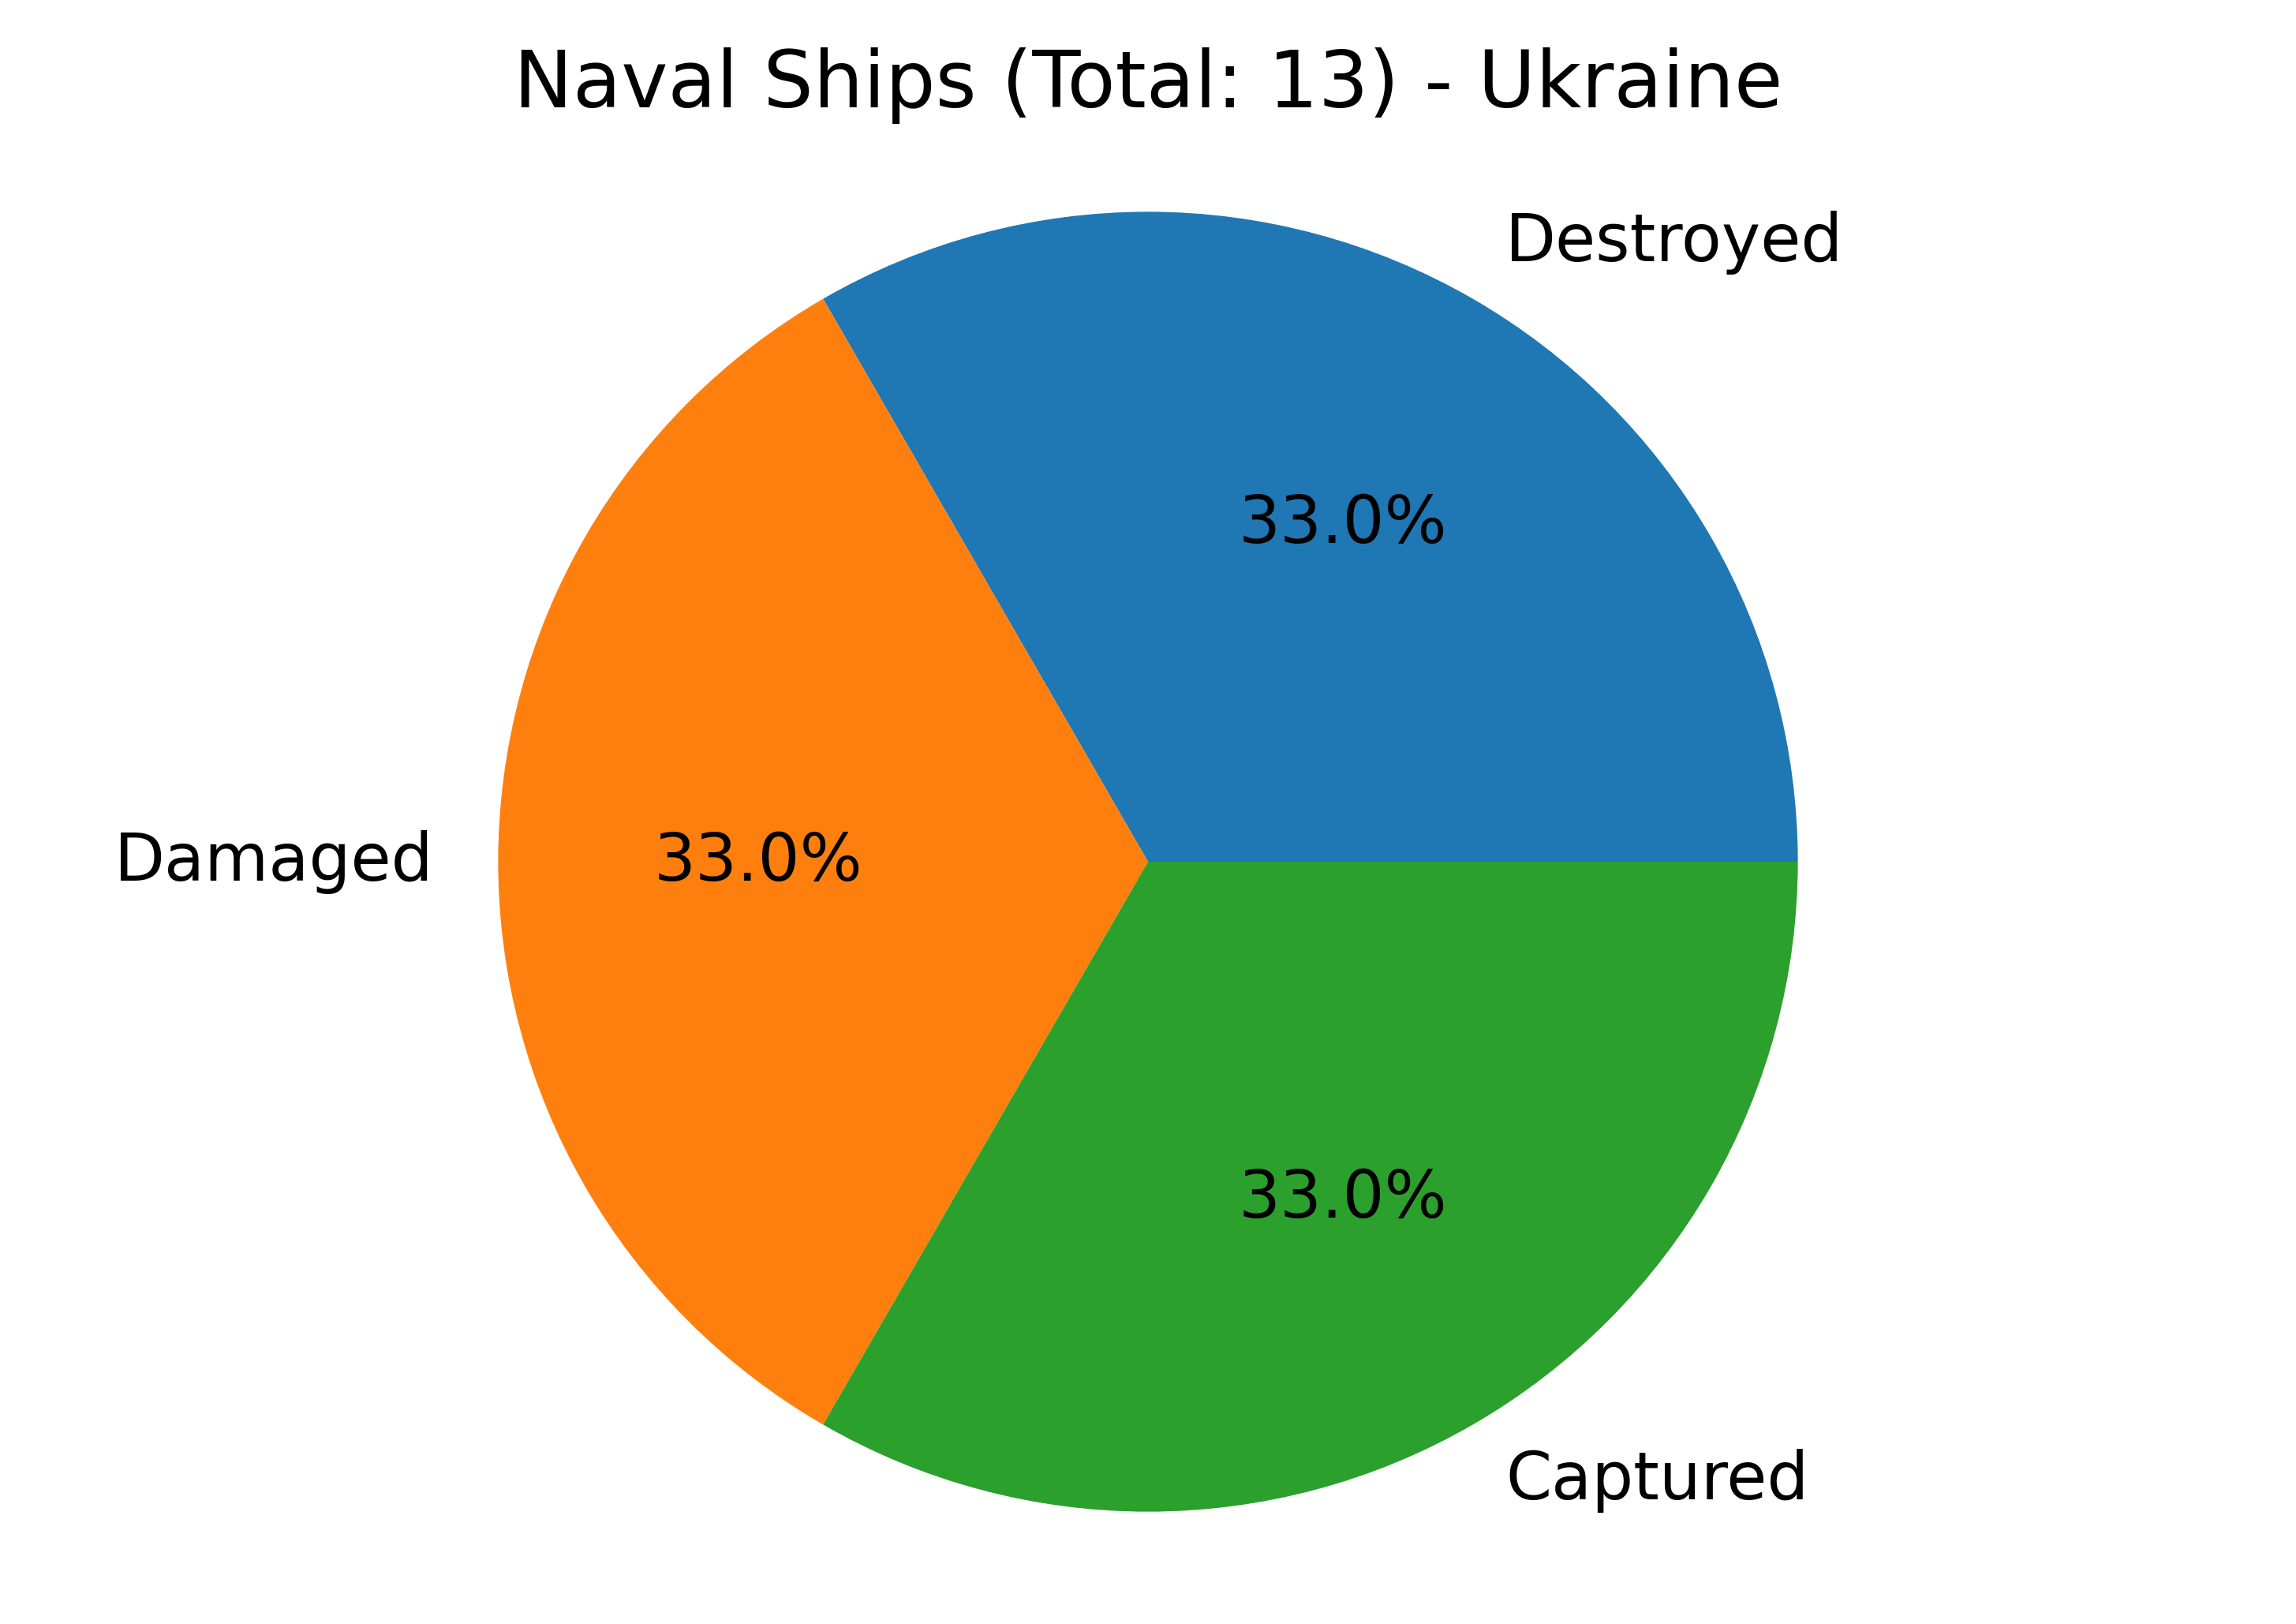 Naval Ships (Total: 13) - Ukraine
Destroyed
33.0%
Damaged
33.0%
33.0%
Captured